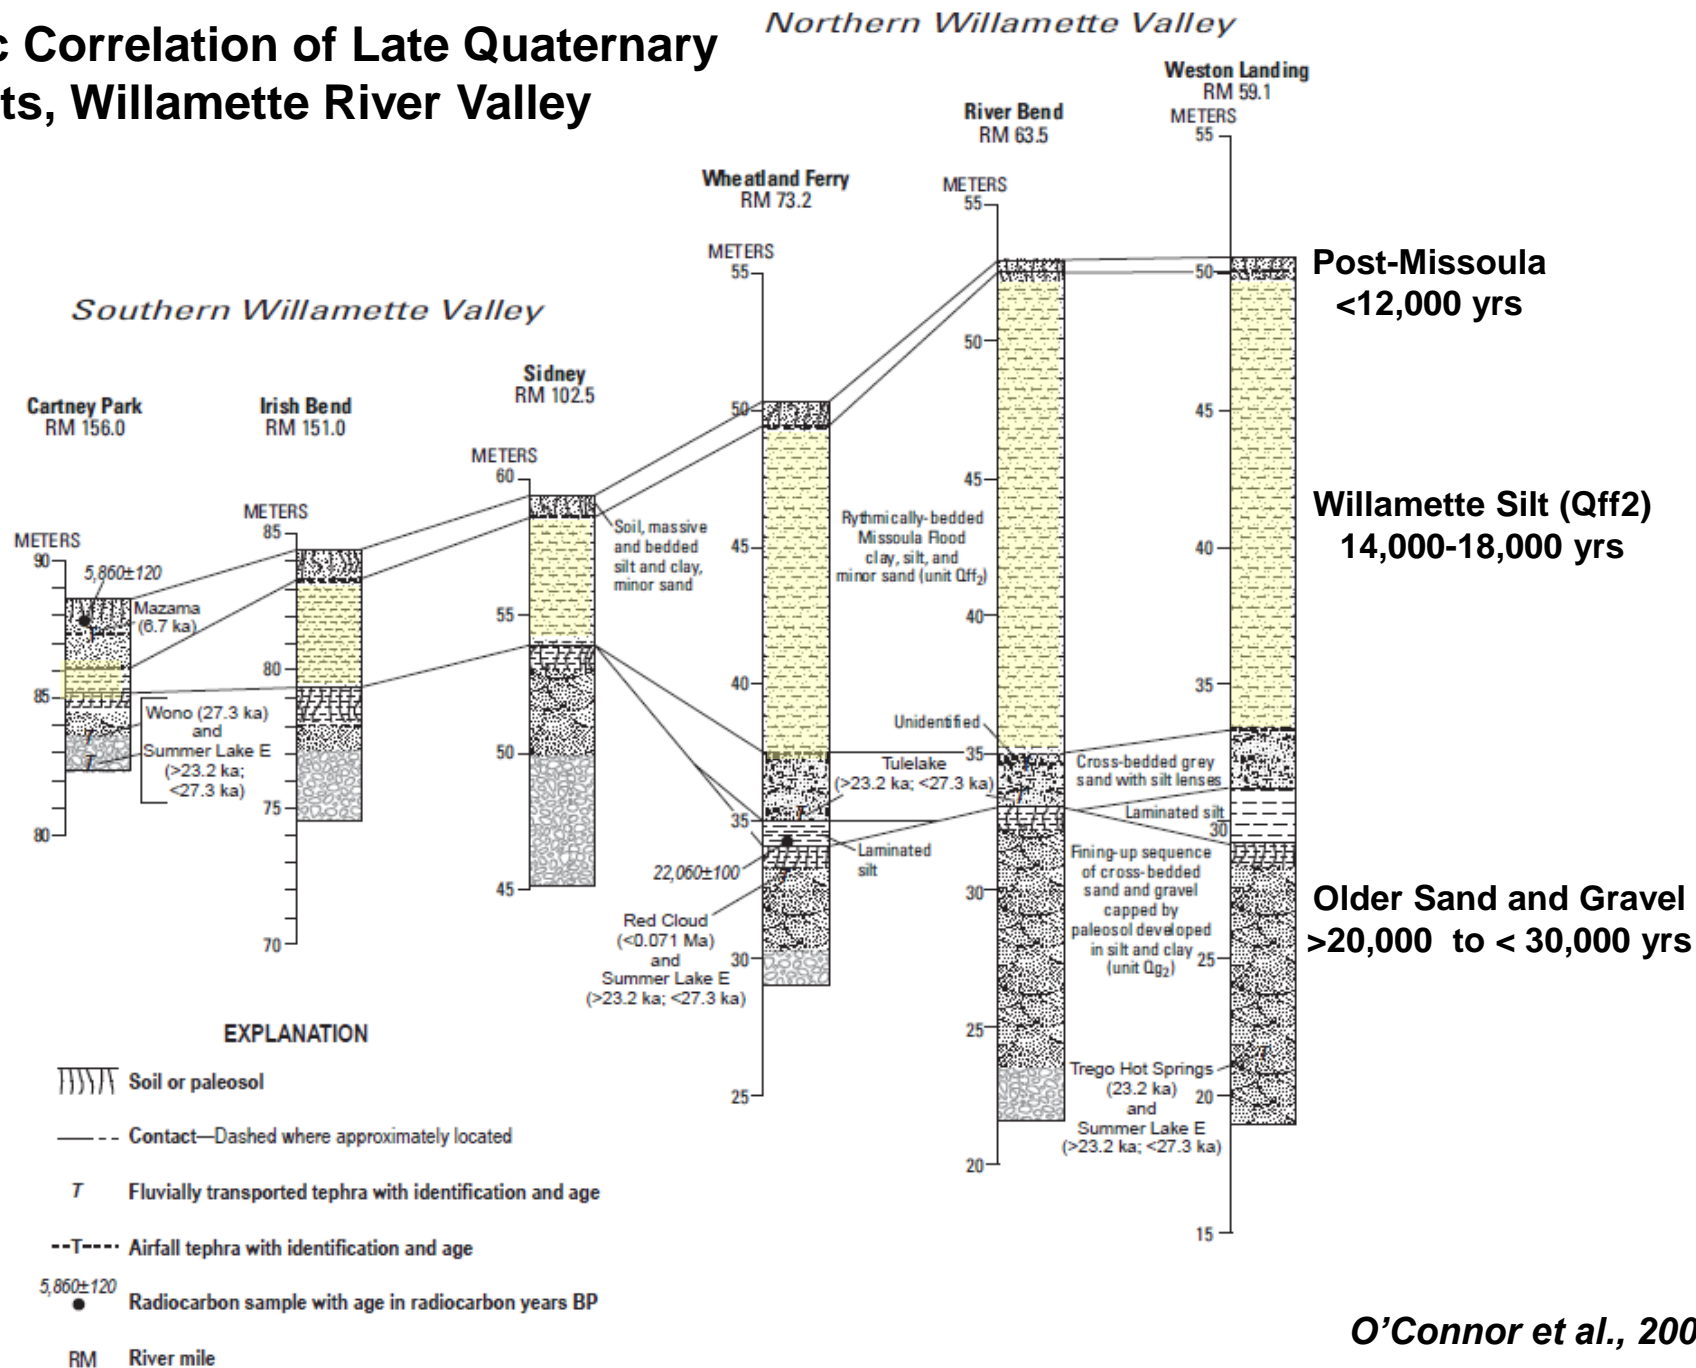 c Correlation of Late Quaternary
ts, Willamette River Valley
Northern Willamette Valley
Weston Landing
RM 59.1
METERS
55
50
45
40
35
30
25
20
15
River Bend
RM 63.5
METERS
55
50
45
40
35
30
25
20
Wheatland Ferry
RM 73.2
METERS
55
50
45
40
35
30
25
Southern Willamette Valley
Sidney
RM 102.5
METERS
60
55
50
45
Irish Bend
RM 151.0
METERS
85
80
75
70
Cartney Park
RM 156.0
METERS
90
85
80
5,860±120
Mazama
(6.7 ka)
T
Wono (27.3 ka)
and
Summer Lake E
(>23.2 ka;
<27.3 ka)
T
T
Soil, massive
and bedded
silt and clay,
minor sand
Rythmically-bedded
Missoula Flood
clay, silt, and
minor sand (unit Qff2)
Unidentified
Tulelake
(>23.2 ka; <27.3 ka)
Laminated
silt
22,060±100
Red Cloud
(<0.071 Ma)
and
Summer Lake E
(>23.2 ka; <27.3 ka)
Cross-bedded grey
sand with silt lenses
Laminated silt
Fining-up sequence
of cross-bedded
sand and gravel
capped by
paleosol developed
in silt and clay
(unit Qg2)
Trego Hot Springs
(23.2 ka)
and
Summer Lake E
(>23.2 ka; <27.3 ka)
Post-Missoula
<12,000 yrs
Willamette Silt (Qff2)
14,000-18,000 yrs
Older Sand and Gravel
>20,000 to < 30,000 yrs
EXPLANATION
Soil or paleosol
Contact—Dashed where approximately located
T Fluvially transported tephra with identification and age
--T---- Airfall tephra with identification and age
5,860±120
Radiocarbon sample with age in radiocarbon years BP
RM River mile
O'Connor et al., 200